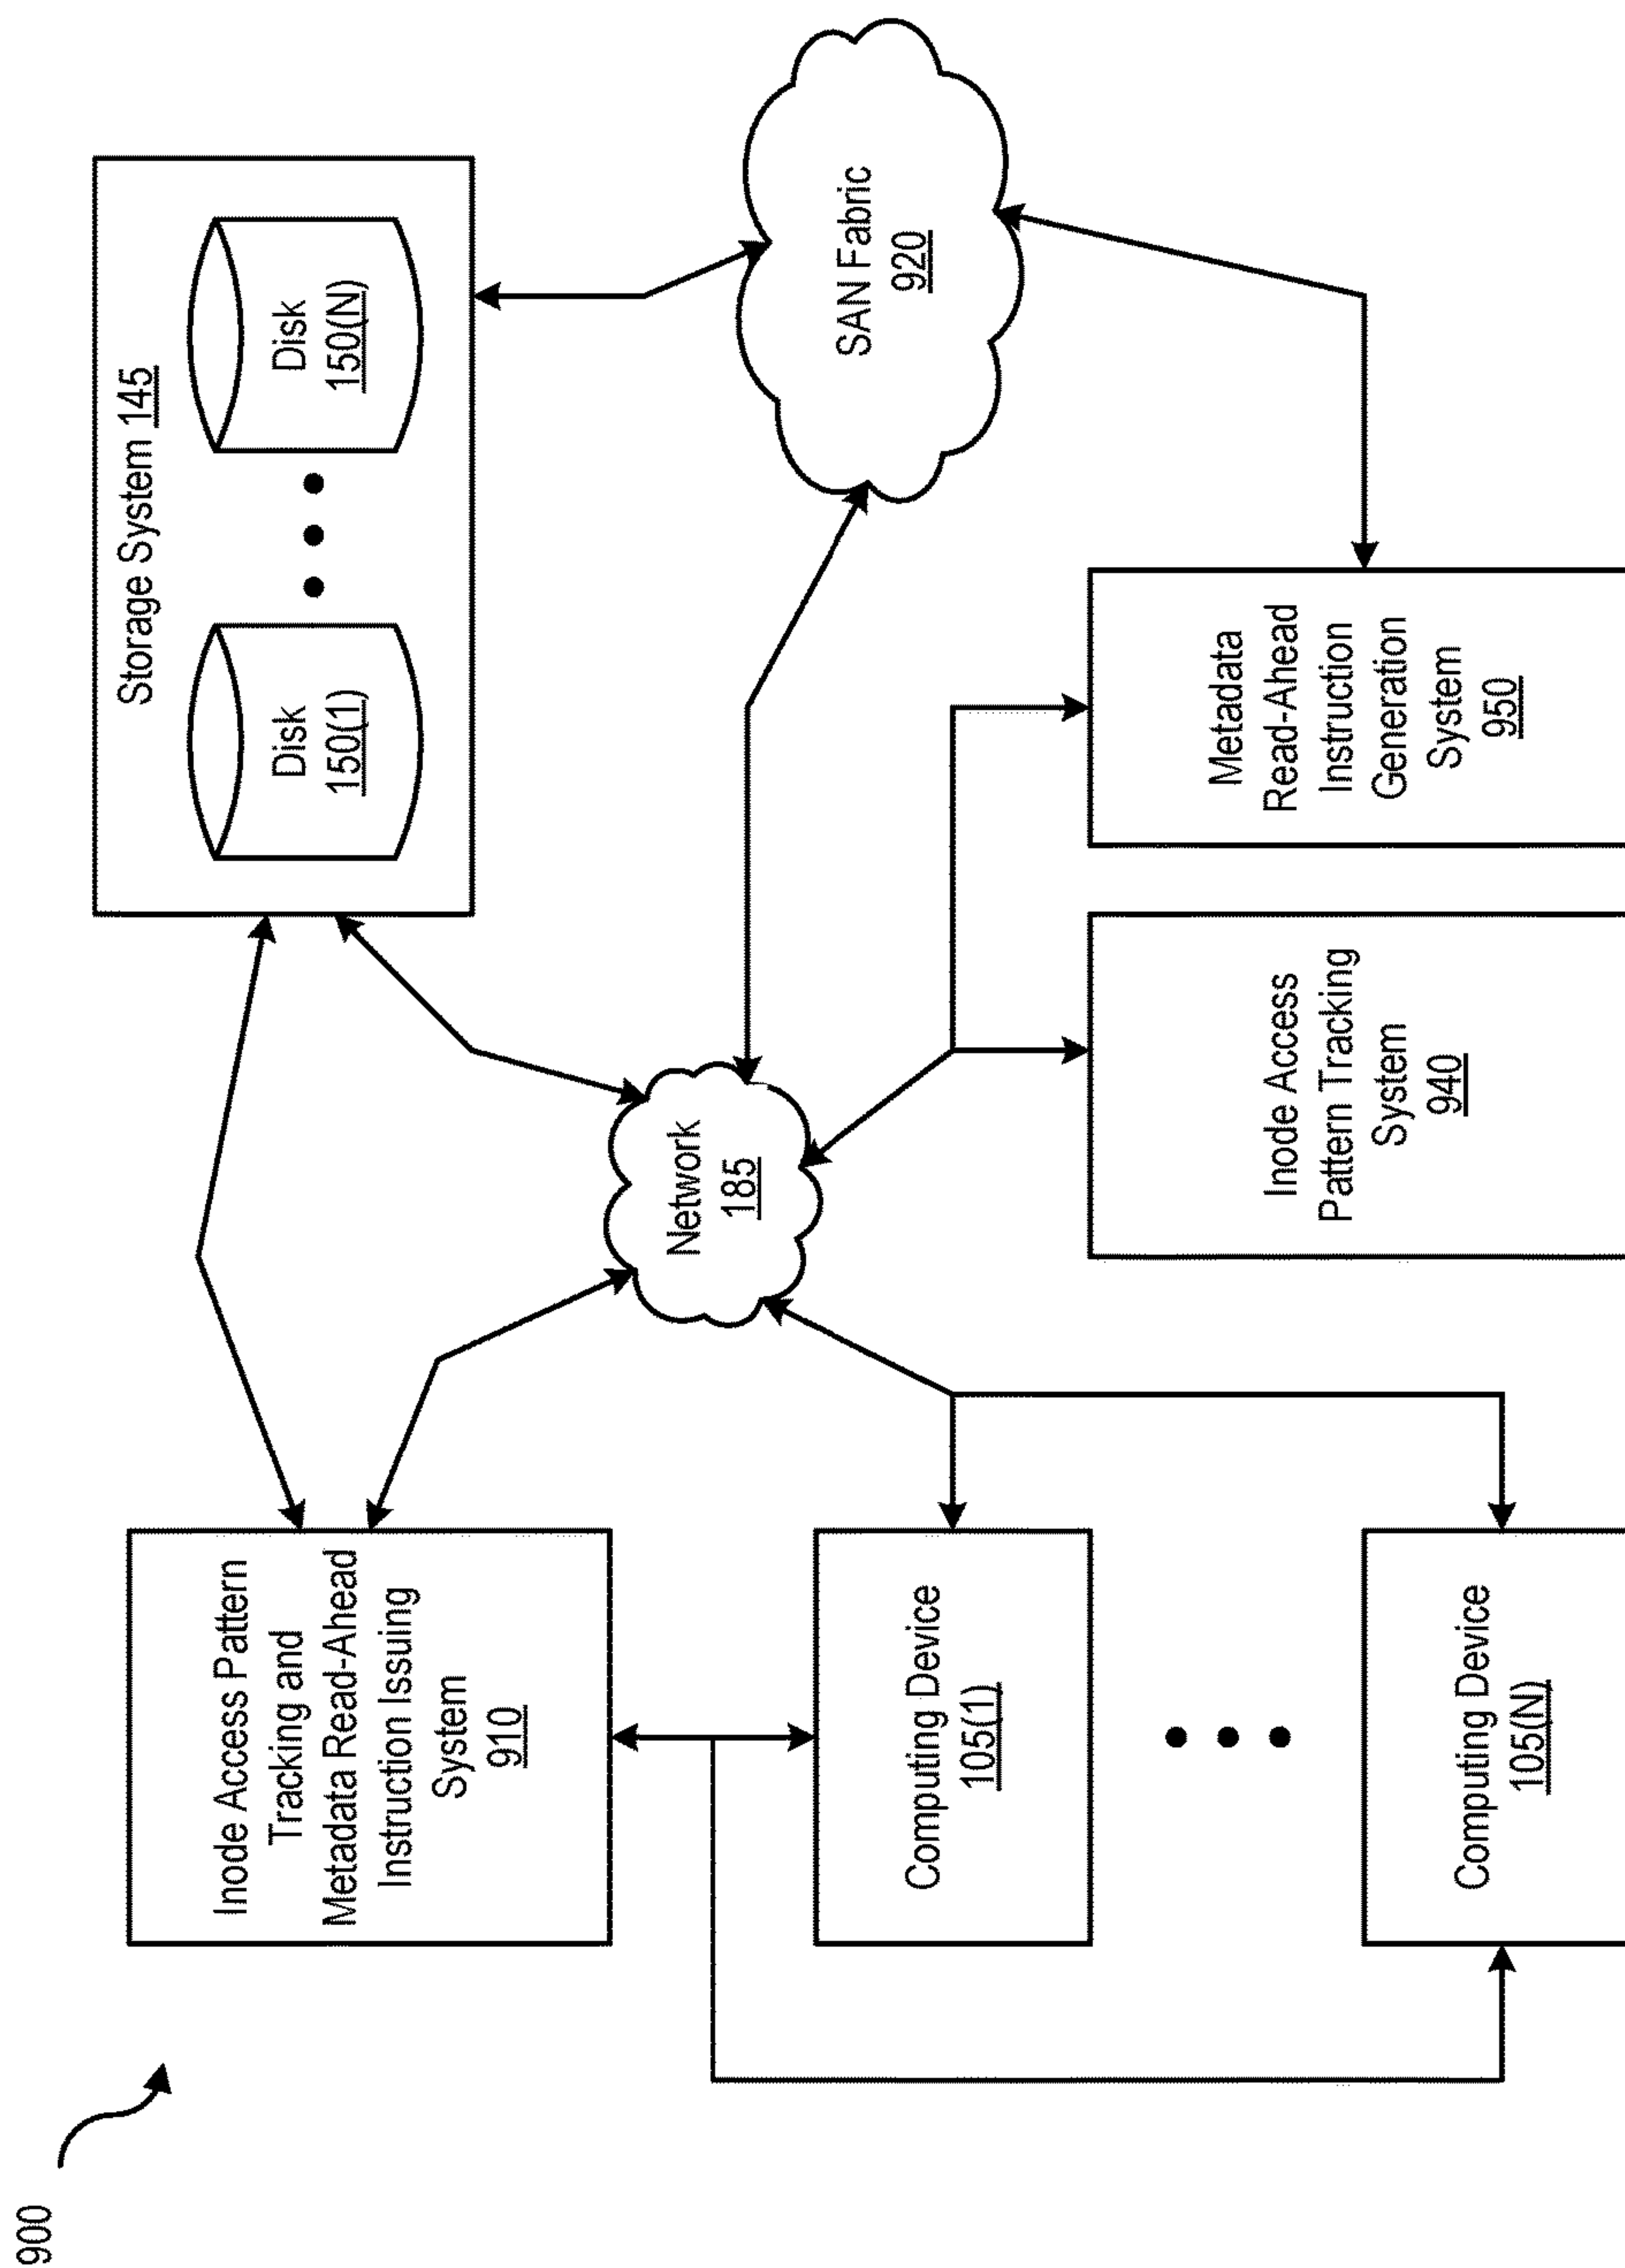 900
Inode Access Pattern
Tracking and
Metadata Read-Ahead
Instruction Issuing
System
910
Storage System 145
Disk
150(1)
Disk
150(N)
Network
185
SAN Fabric
920
Computing Device
105(1)
Computing Device
105(N)
Inode Access
Pattern Tracking
System
940
Metadata
Read-Ahead
Instruction
Generation
System
950